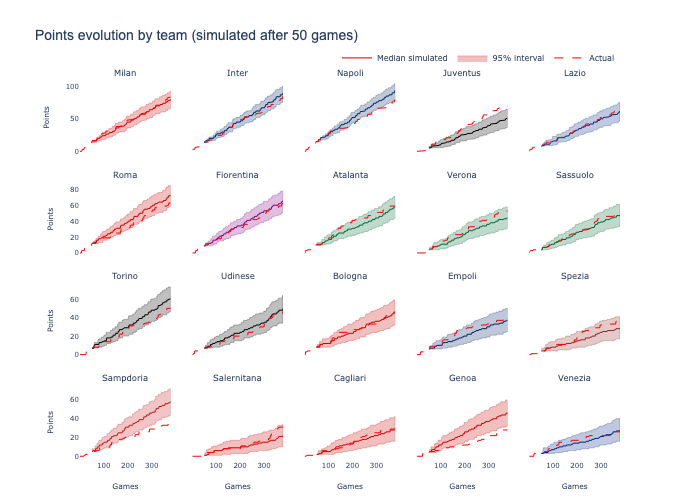 Points evolution by team (simulated after 50 games)
Median simulated 95% interval Actual
Milan Inter Napoli Juventus Lazio
100
50
0
Points
Roma Fiorentina Atalanta Verona Sassuolo
80
60
40
20
0
Points
Torino Udinese Bologna Empoli Spezia
60
40
20
0
Points
Sampdoria Salernitana Cagliari Genoa Venezia
60
40
20
0
Points
100 200 300 100 200 300 100 200 300 100 200 300 100 200 300
Games Games Games Games Games